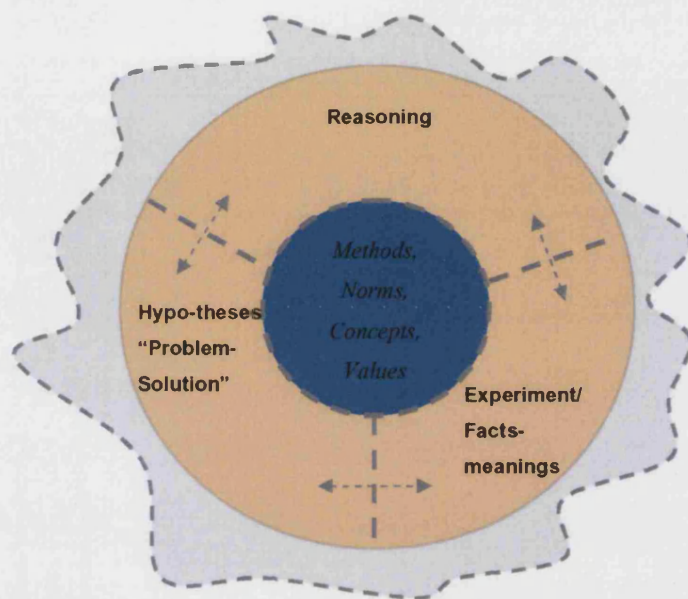 Reasoning
Methods,
Norms,
Concepts,
Values
Hypo-theses
“Problem-
Solution”
Experiment/
Facts-
meanings